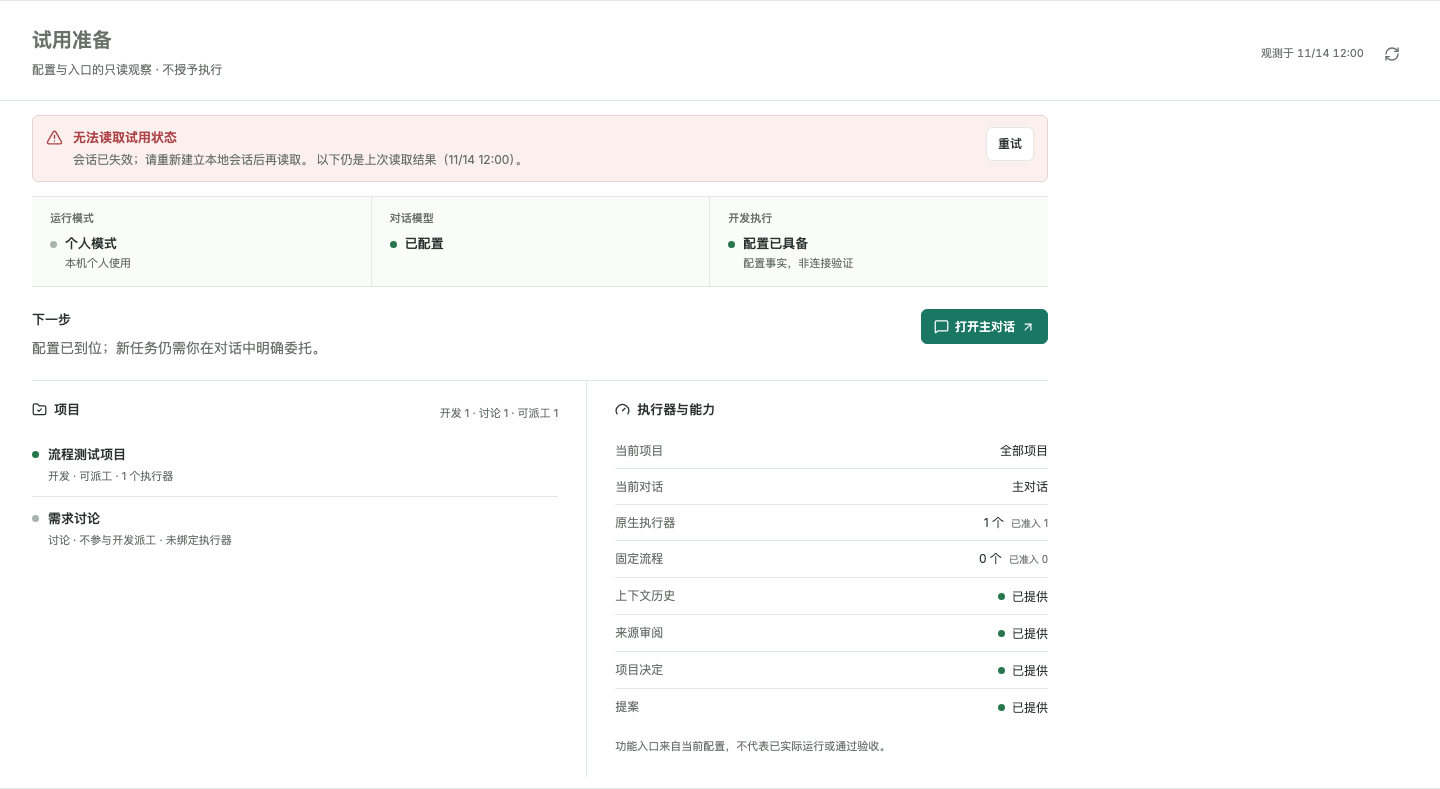 试用准备
配置与入口的只读观察 · 不授予执行
观测于 11/14 12:00
无法读取试用状态
会话已失效；请重新建立本地会话后再读取。 以下仍是上次读取结果（11/14 12:00）。
重试
运行模式
个人模式
本机个人使用
对话模型
已配置
开发执行
配置已具备
配置事实，非连接验证
下一步
配置已到位；新任务仍需你在对话中明确委托。
打开主对话
项目
开发 1 · 讨论 1 · 可派工 1
流程测试项目
开发 · 可派工 · 1 个执行器
需求讨论
讨论 · 不参与开发派工 · 未绑定执行器
执行器与能力
当前项目 全部项目
当前对话 主对话
原生执行器 1 个 已准入 1
固定流程 0 个 已准入 0
上下文历史 已提供
来源审阅 已提供
项目决定 已提供
提案 已提供
功能入口来自当前配置，不代表已实际运行或通过验收。